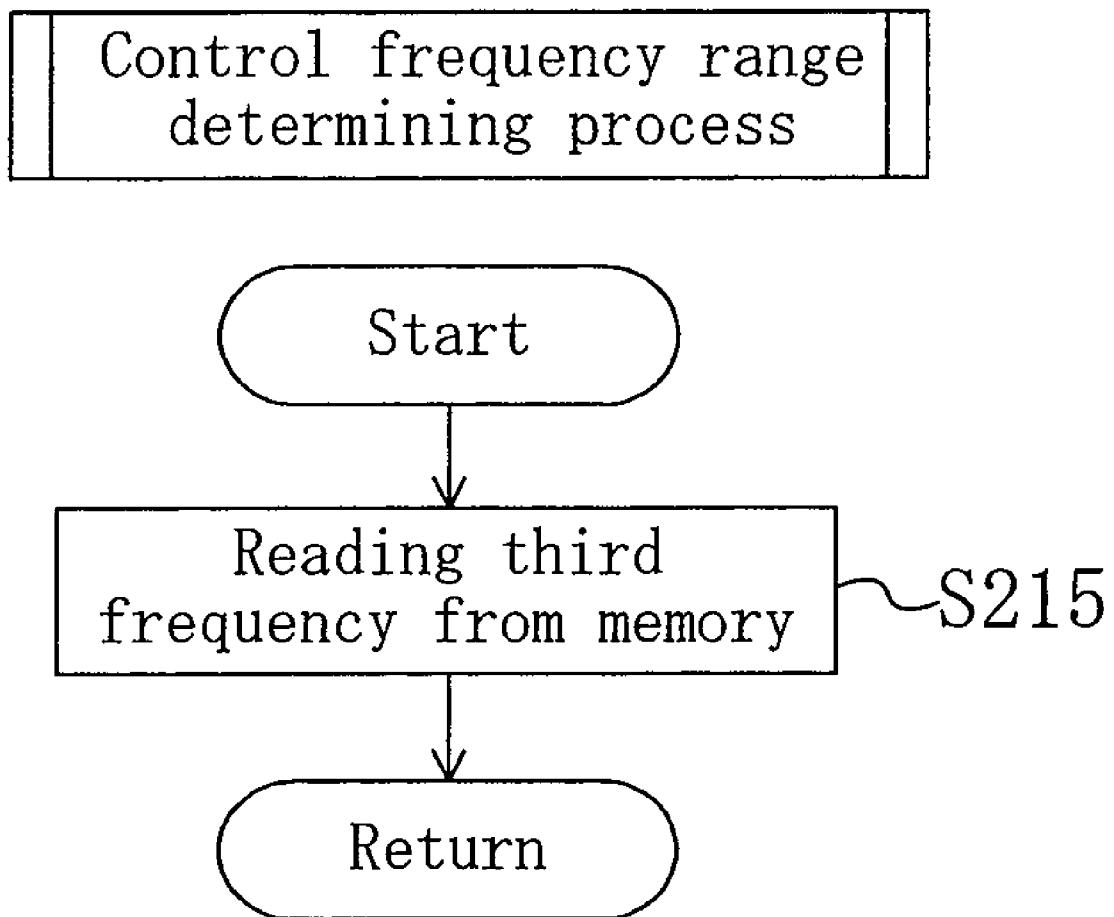 Control frequency range
determining process
Start
Reading third
frequency from memory
S215
Return